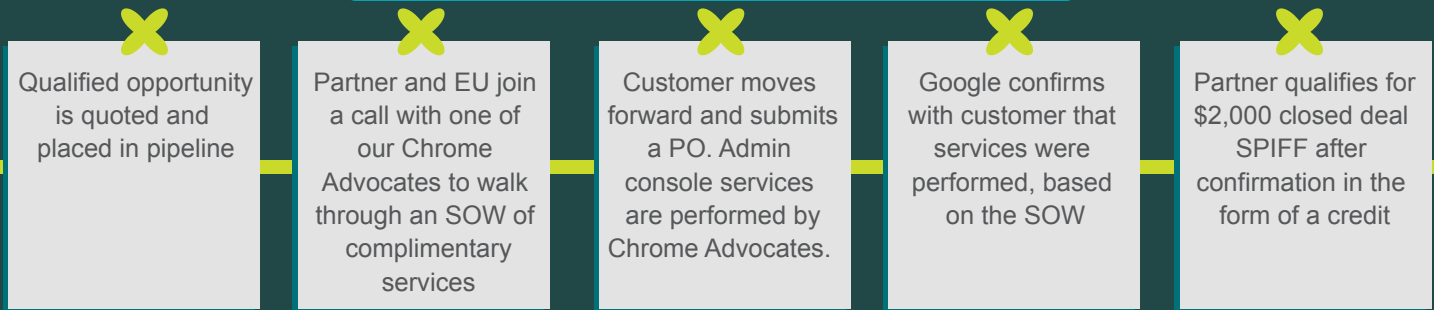 Qualified opportunity
is quoted and
placed in pipeline
Partner and EU join
a call with one of
our Chrome
Advocates to walk
through an SOW of
complimentary
services
Customer moves
forward and submits
a PO. Admin
console services
are performed by
Chrome Advocates.
Google confirms
with customer that
services were
performed, based
on the SOW
Partner qualifies for
$2,000 closed deal
SPIFF after
confirmation in the
form of a credit